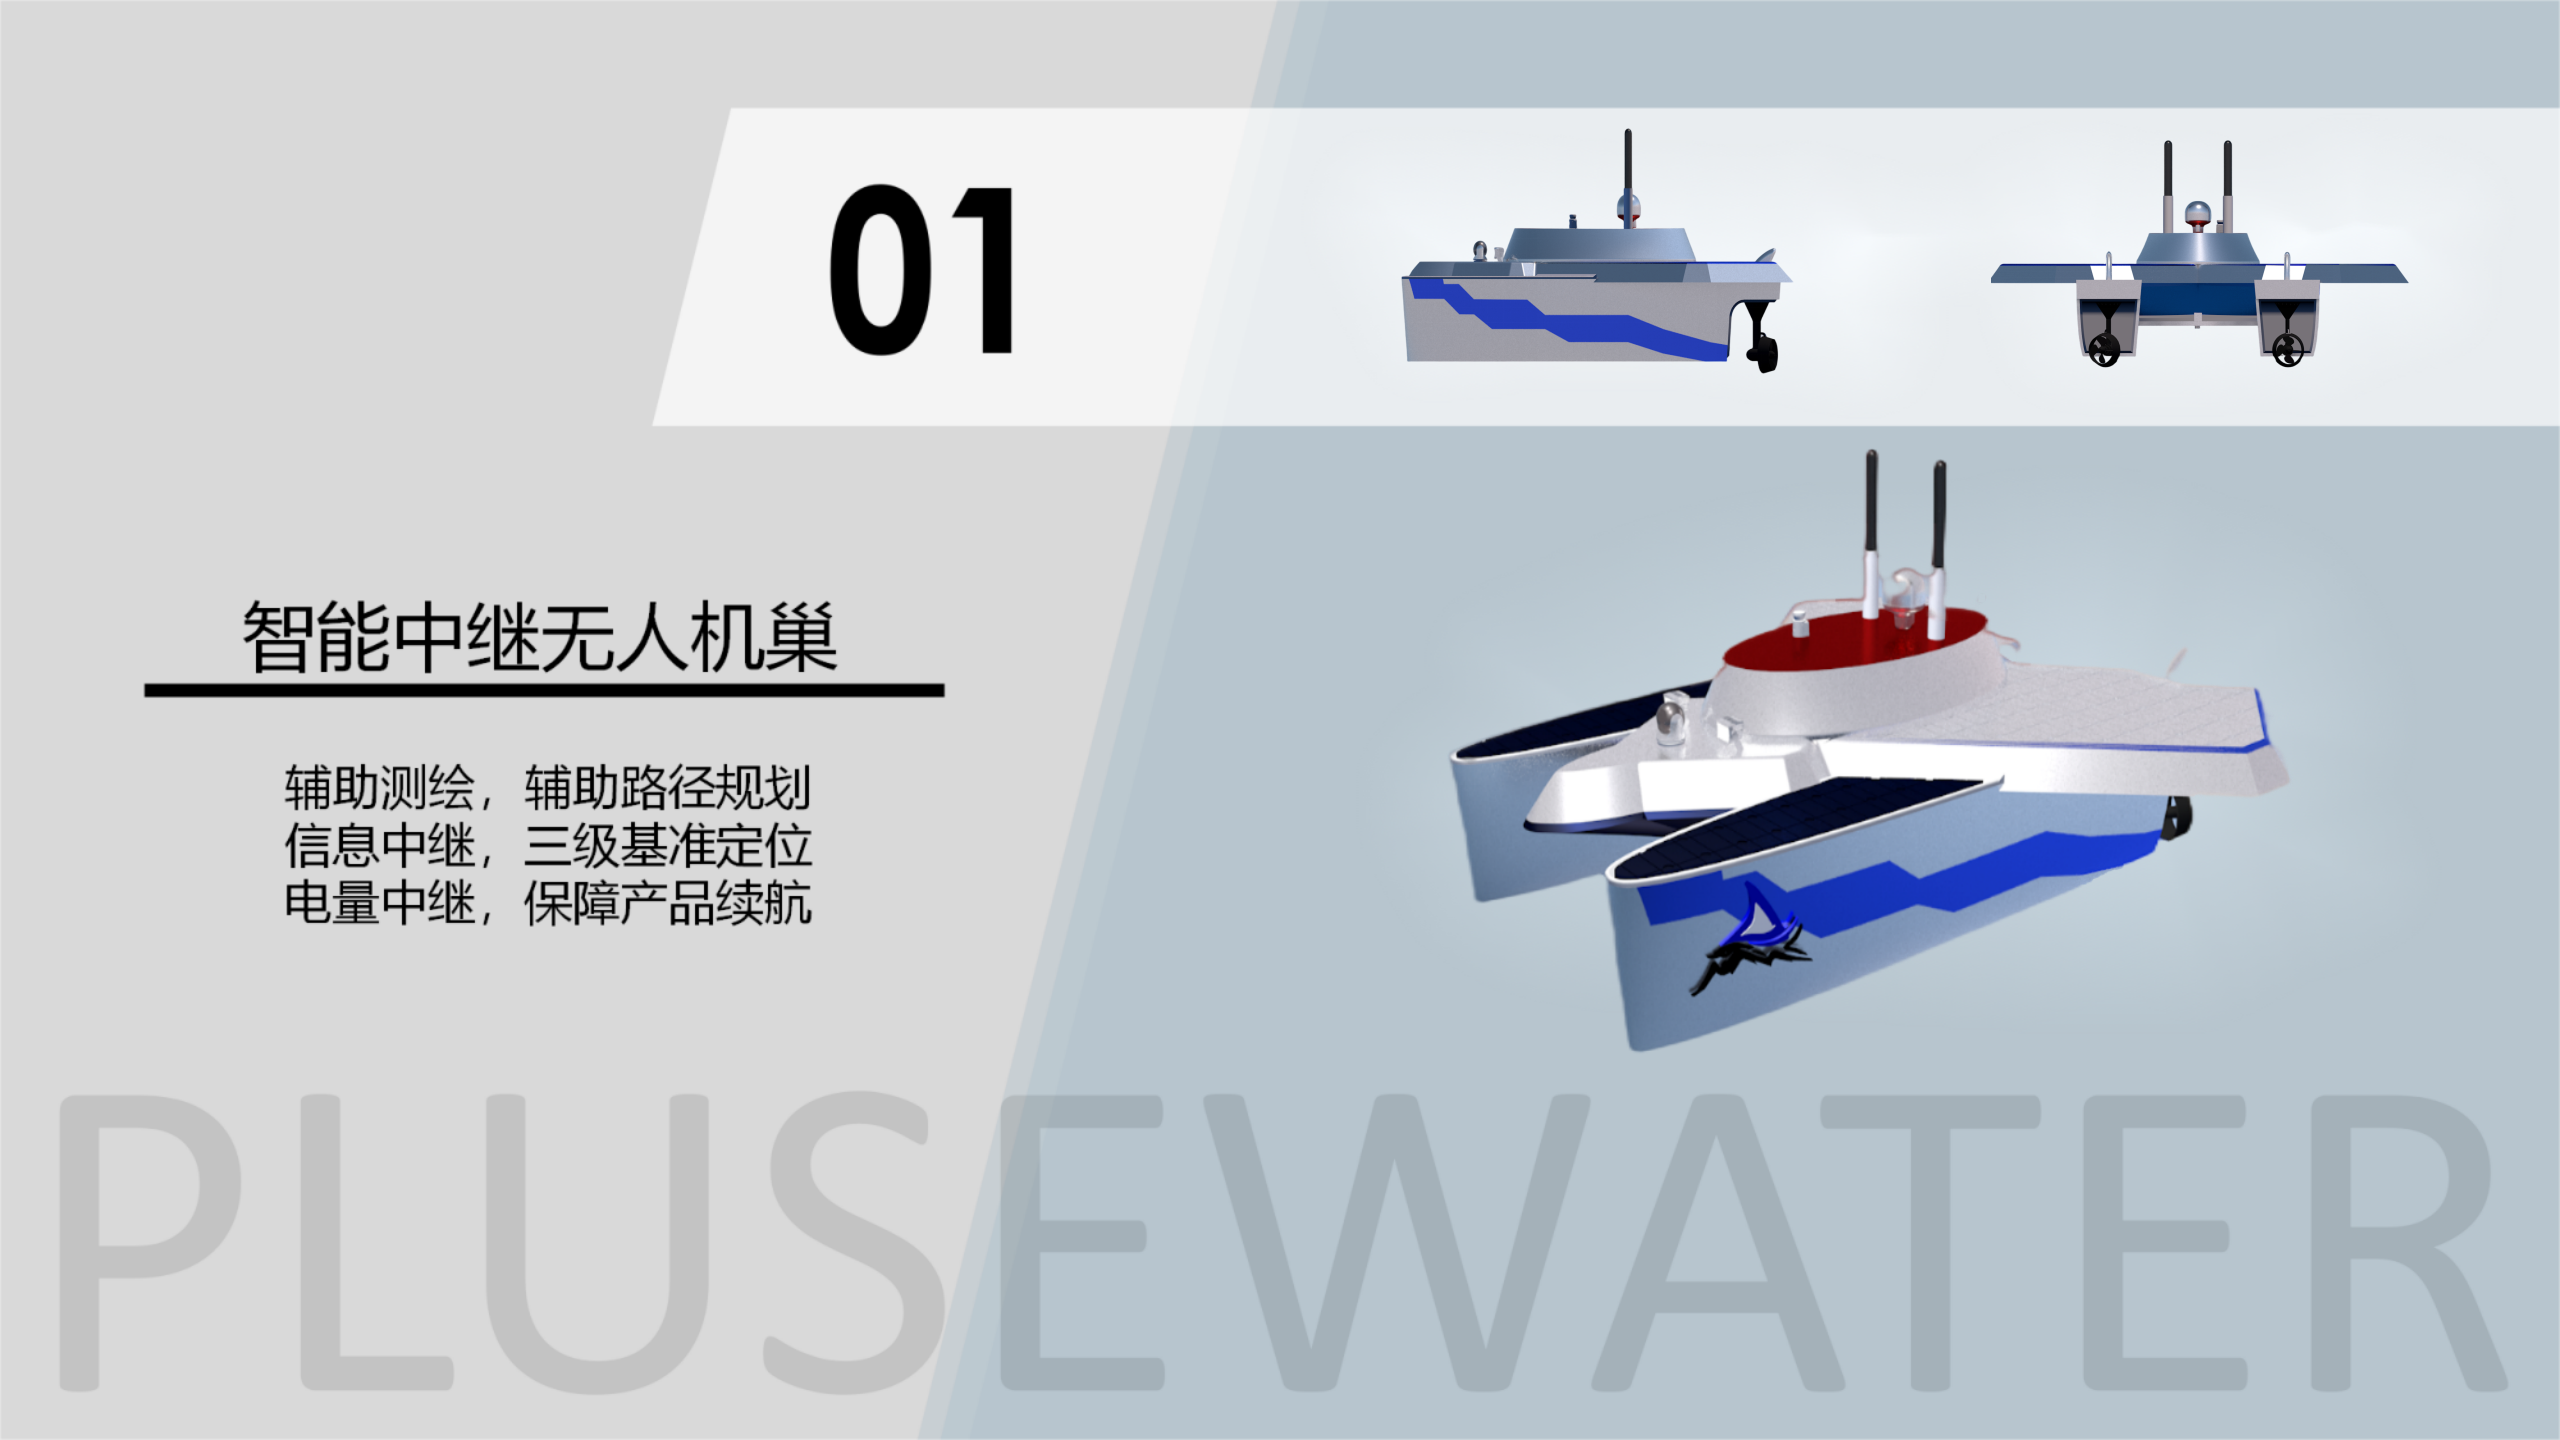 01
智能中继无人机巢
辅助测绘，辅助路径规划
信息中继，三级基准定位
电量中继，保障产品续航
PLUSEWATER